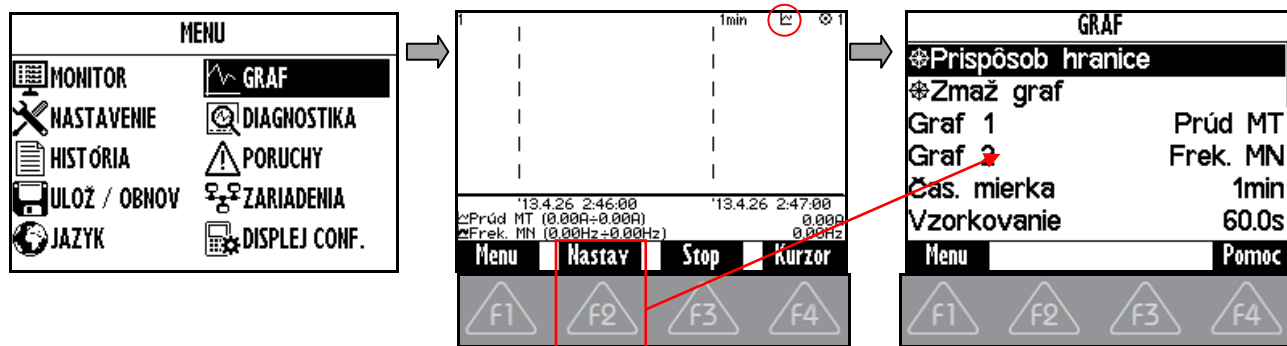 MENU
MONITOR
GRAF
NASTAVENIE
DIAGNOSTIKA
HISTÓRIA
PORUCHY
ULOŽ / OBNOV
ZARIADENIA
JAZYK
DISPLEJ CONF.
1 1min 1
'13.4.26 2:46:00 '13.4.26 2:47:00
Prúd MT (0.00A÷0.00A) 0.00A
Frek. MN (0.00Hz÷0.00Hz) 0.00Hz
Menu Nastav Stop Kurzor
F1 F2 F3 F4
GRAF
Prispôsob hranice
Zmaž graf
Graf 1 Prúd MT
Graf 2 Frek. MN
Čas. mierka 1min
Vzorkovanie 60.0s
Menu Pomoc
F1 F2 F3 F4